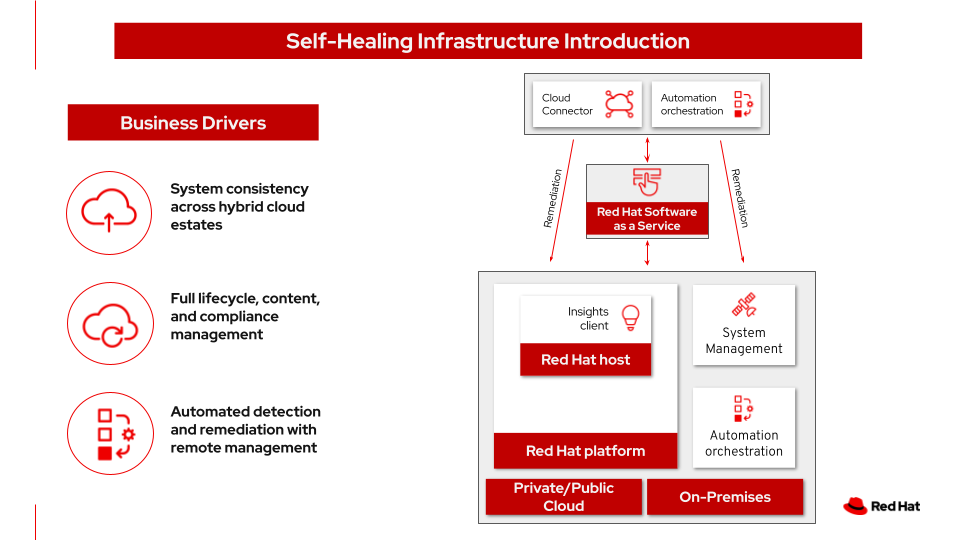 Self-Healing Infrastructure Introduction
Business Drivers
System consistency
across hybrid cloud
estates
Full lifecycle, content,
and compliance
management
Automated detection
and remediation with
remote management
Cloud
Connector
Automation
orchestration
Remediation
Remediation
Red Hat Software
as a Service
Insights
client
Red Hat host
Red Hat platform
System
Management
Automation
orchestration
Private/Public
Cloud
On-Premises
Red Hat